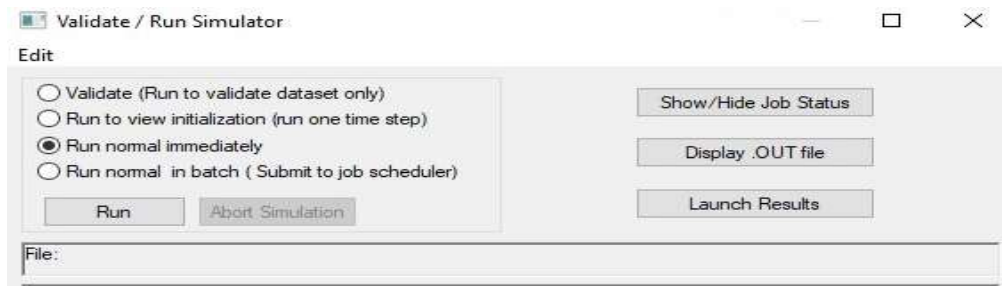 Validate / Run Simulator
Edit
Validate (Run to validate dataset only)
Run to view initialization (run one time step)
Run normal immediately
Run normal in batch ( Submit to job scheduler)
Run
Abort Simulation
Show/Hide Job Status
Display .OUT file
Launch Results
File: